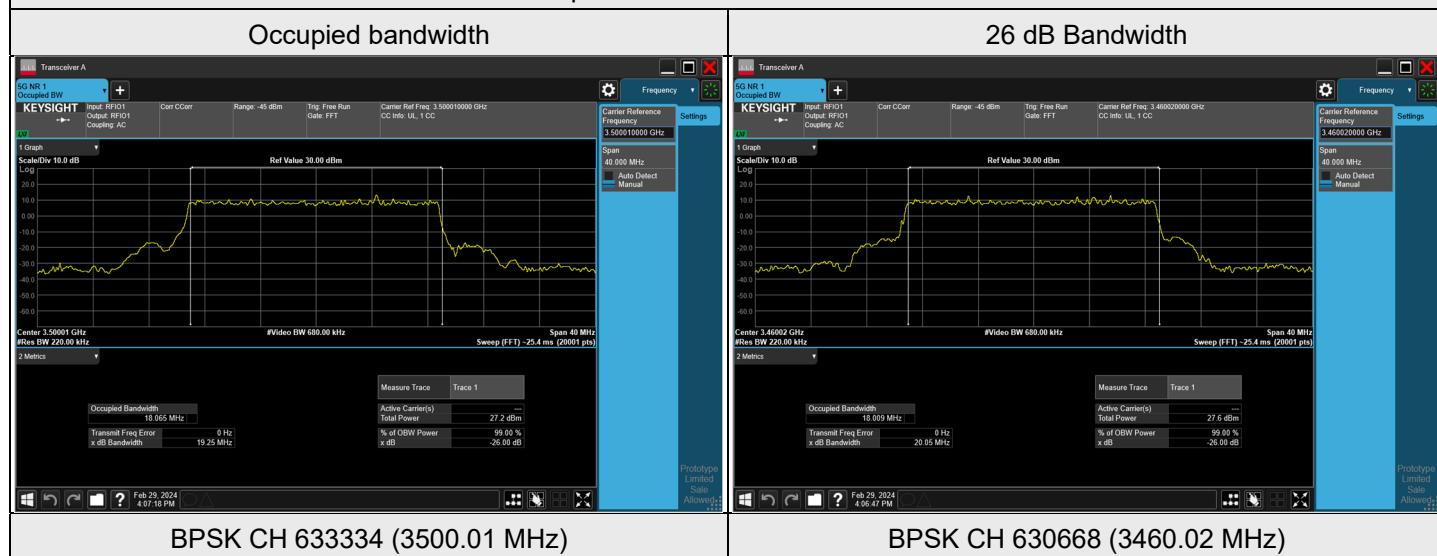 Occupied bandwidth
26 dB Bandwidth
Transceiver A
5G NR 1
Occupied BW
+
Frequency
KEYSIGHT
LXI
Input: RFIO1
Output: RFIO1
Coupling: AC
Corr CCorr
Range: -45 dBm
Trig: Free Run
Gate: FFT
Carrier Ref Freq: 3.500010000 GHz
CC Info: UL, 1 CC
Carrier Reference
Frequency
3.500010000 GHz
Settings
Span
40.000 MHz
Auto Detect
Manual
1 Graph
Scale/Div 10.0 dB
Ref Value 30.00 dBm
Log
20.0
10.0
0.00
-10.0
-20.0
-30.0
-40.0
-50.0
-60.0
Center 3.50001 GHz
#Video BW 680.00 kHz
Span 40 MHz
#Res BW 220.00 kHz
Sweep (FFT) ~25.4 ms (20001 pts)
2 Metrics
Measure Trace Trace 1
Occupied Bandwidth
18.065 MHz
Active Carrier(s) ---
Total Power 27.2 dBm
Transmit Freq Error 0 Hz
x dB Bandwidth 19.25 MHz
% of OBW Power 99.00 %
x dB -26.00 dB
Prototype
Limited
Sale
Allowed
?
Feb 29, 2024
4:07:18 PM
Transceiver A
5G NR 1
Occupied BW
+
Frequency
KEYSIGHT
LXI
Input: RFIO1
Output: RFIO1
Coupling: AC
Corr CCorr
Range: -45 dBm
Trig: Free Run
Gate: FFT
Carrier Ref Freq: 3.460020000 GHz
CC Info: UL, 1 CC
Carrier Reference
Frequency
3.460020000 GHz
Settings
Span
40.000 MHz
Auto Detect
Manual
1 Graph
Scale/Div 10.0 dB
Ref Value 30.00 dBm
Log
20.0
10.0
0.00
-10.0
-20.0
-30.0
-40.0
-50.0
-60.0
Center 3.46002 GHz
#Video BW 680.00 kHz
Span 40 MHz
#Res BW 220.00 kHz
Sweep (FFT) ~25.4 ms (20001 pts)
2 Metrics
Measure Trace Trace 1
Occupied Bandwidth
18.009 MHz
Active Carrier(s) ---
Total Power 27.6 dBm
Transmit Freq Error 0 Hz
x dB Bandwidth 20.05 MHz
% of OBW Power 99.00 %
x dB -26.00 dB
Prototype
Limited
Sale
Allowed
?
Feb 29, 2024
4:06:47 PM
BPSK CH 633334 (3500.01 MHz)
BPSK CH 630668 (3460.02 MHz)